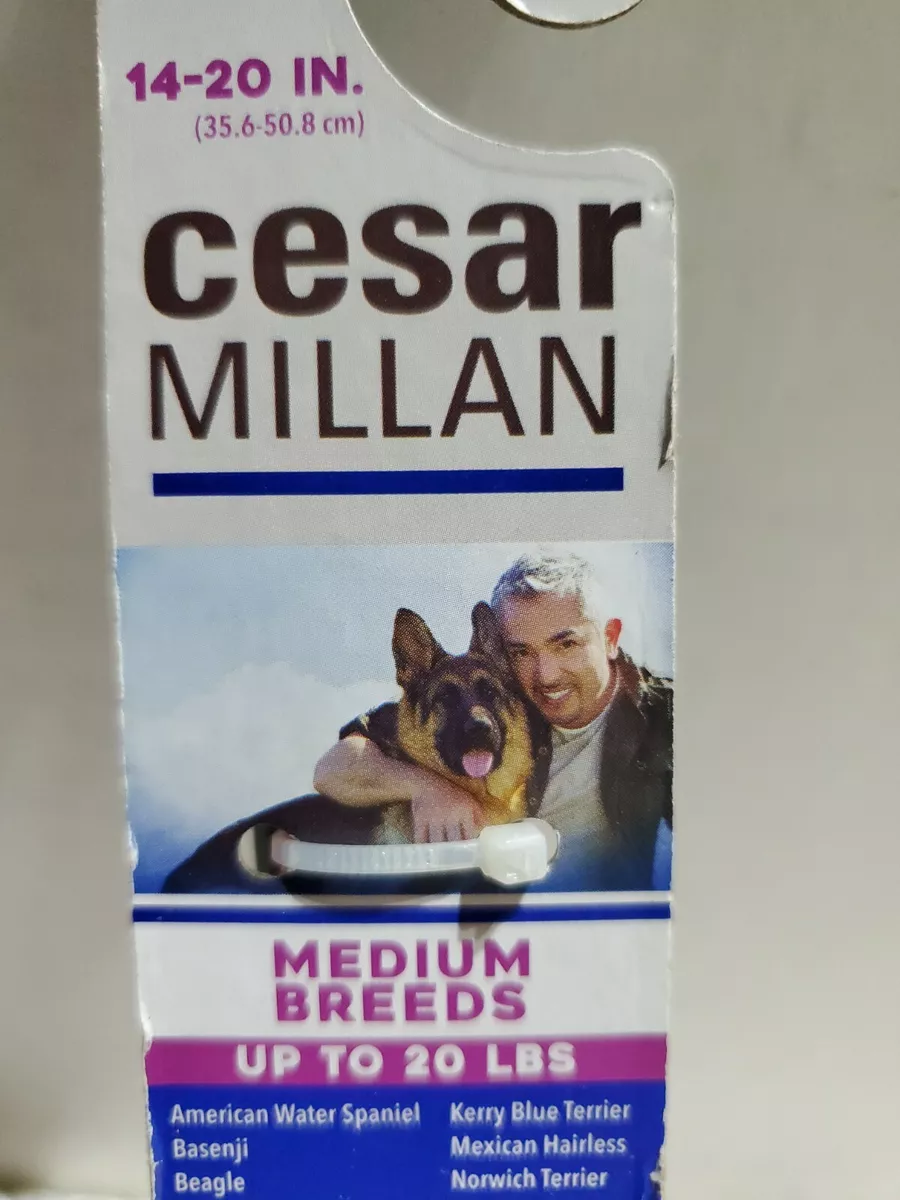 14-20 IN.
(35.6-50.8 cm)
cesar
MILLAN
MEDIUM
BREEDS
UP TO 20 LBS
American Water Spaniel
Basenji
Beagle
Kerry Blue Terrier
Mexican Hairless
Norwich Terrier